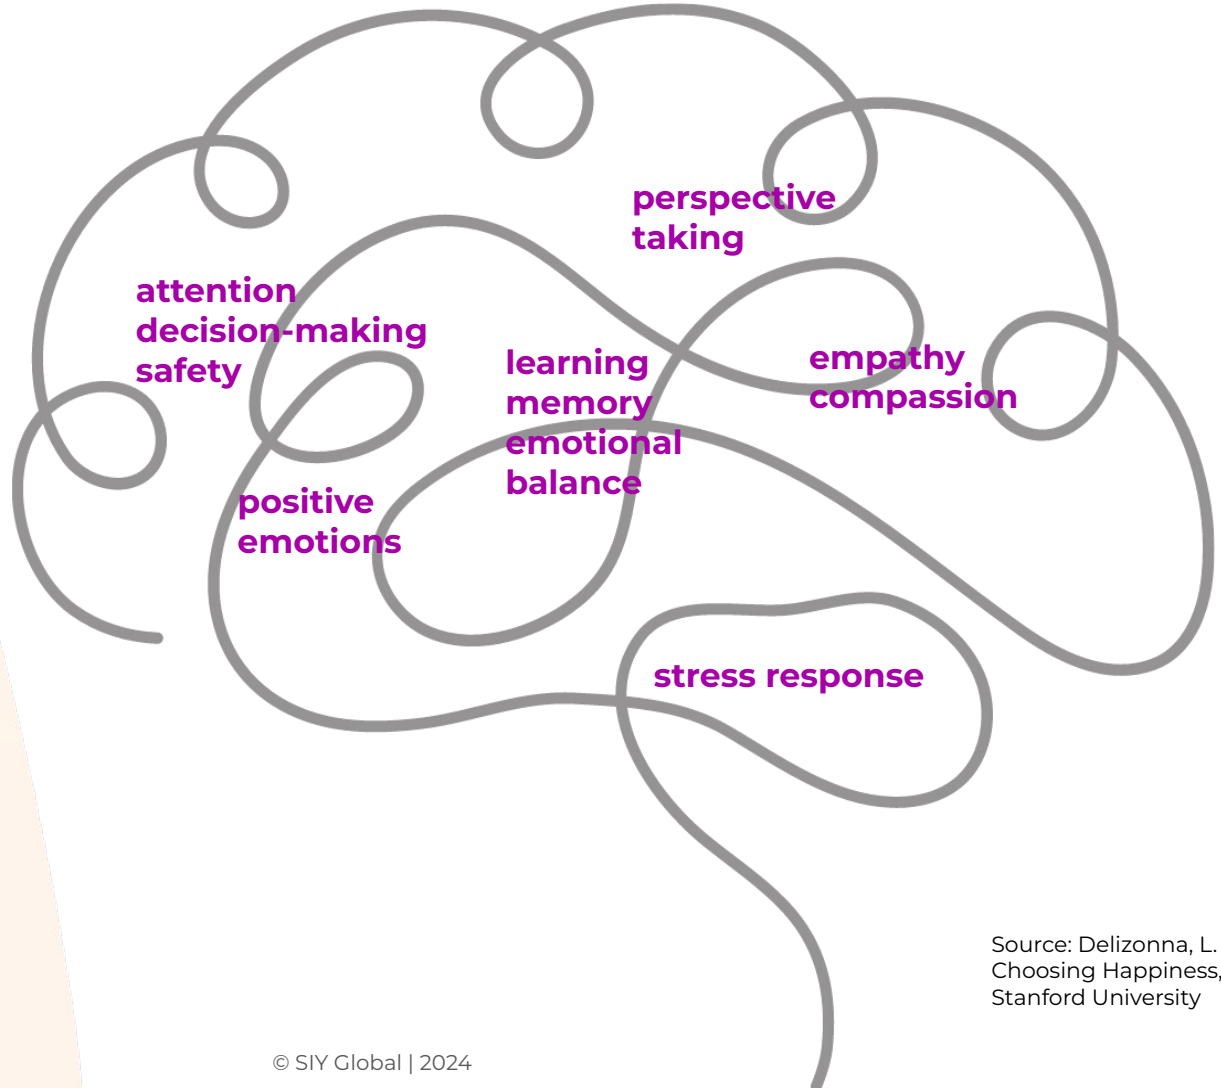 perspective
taking
attention
decision-making
safety
learning
memory
emotional
balance
empathy
compassion
positive
emotions
stress response
Source: Delizonna, L.
Choosing Happiness,
Stanford University
© SIY Global | 2024